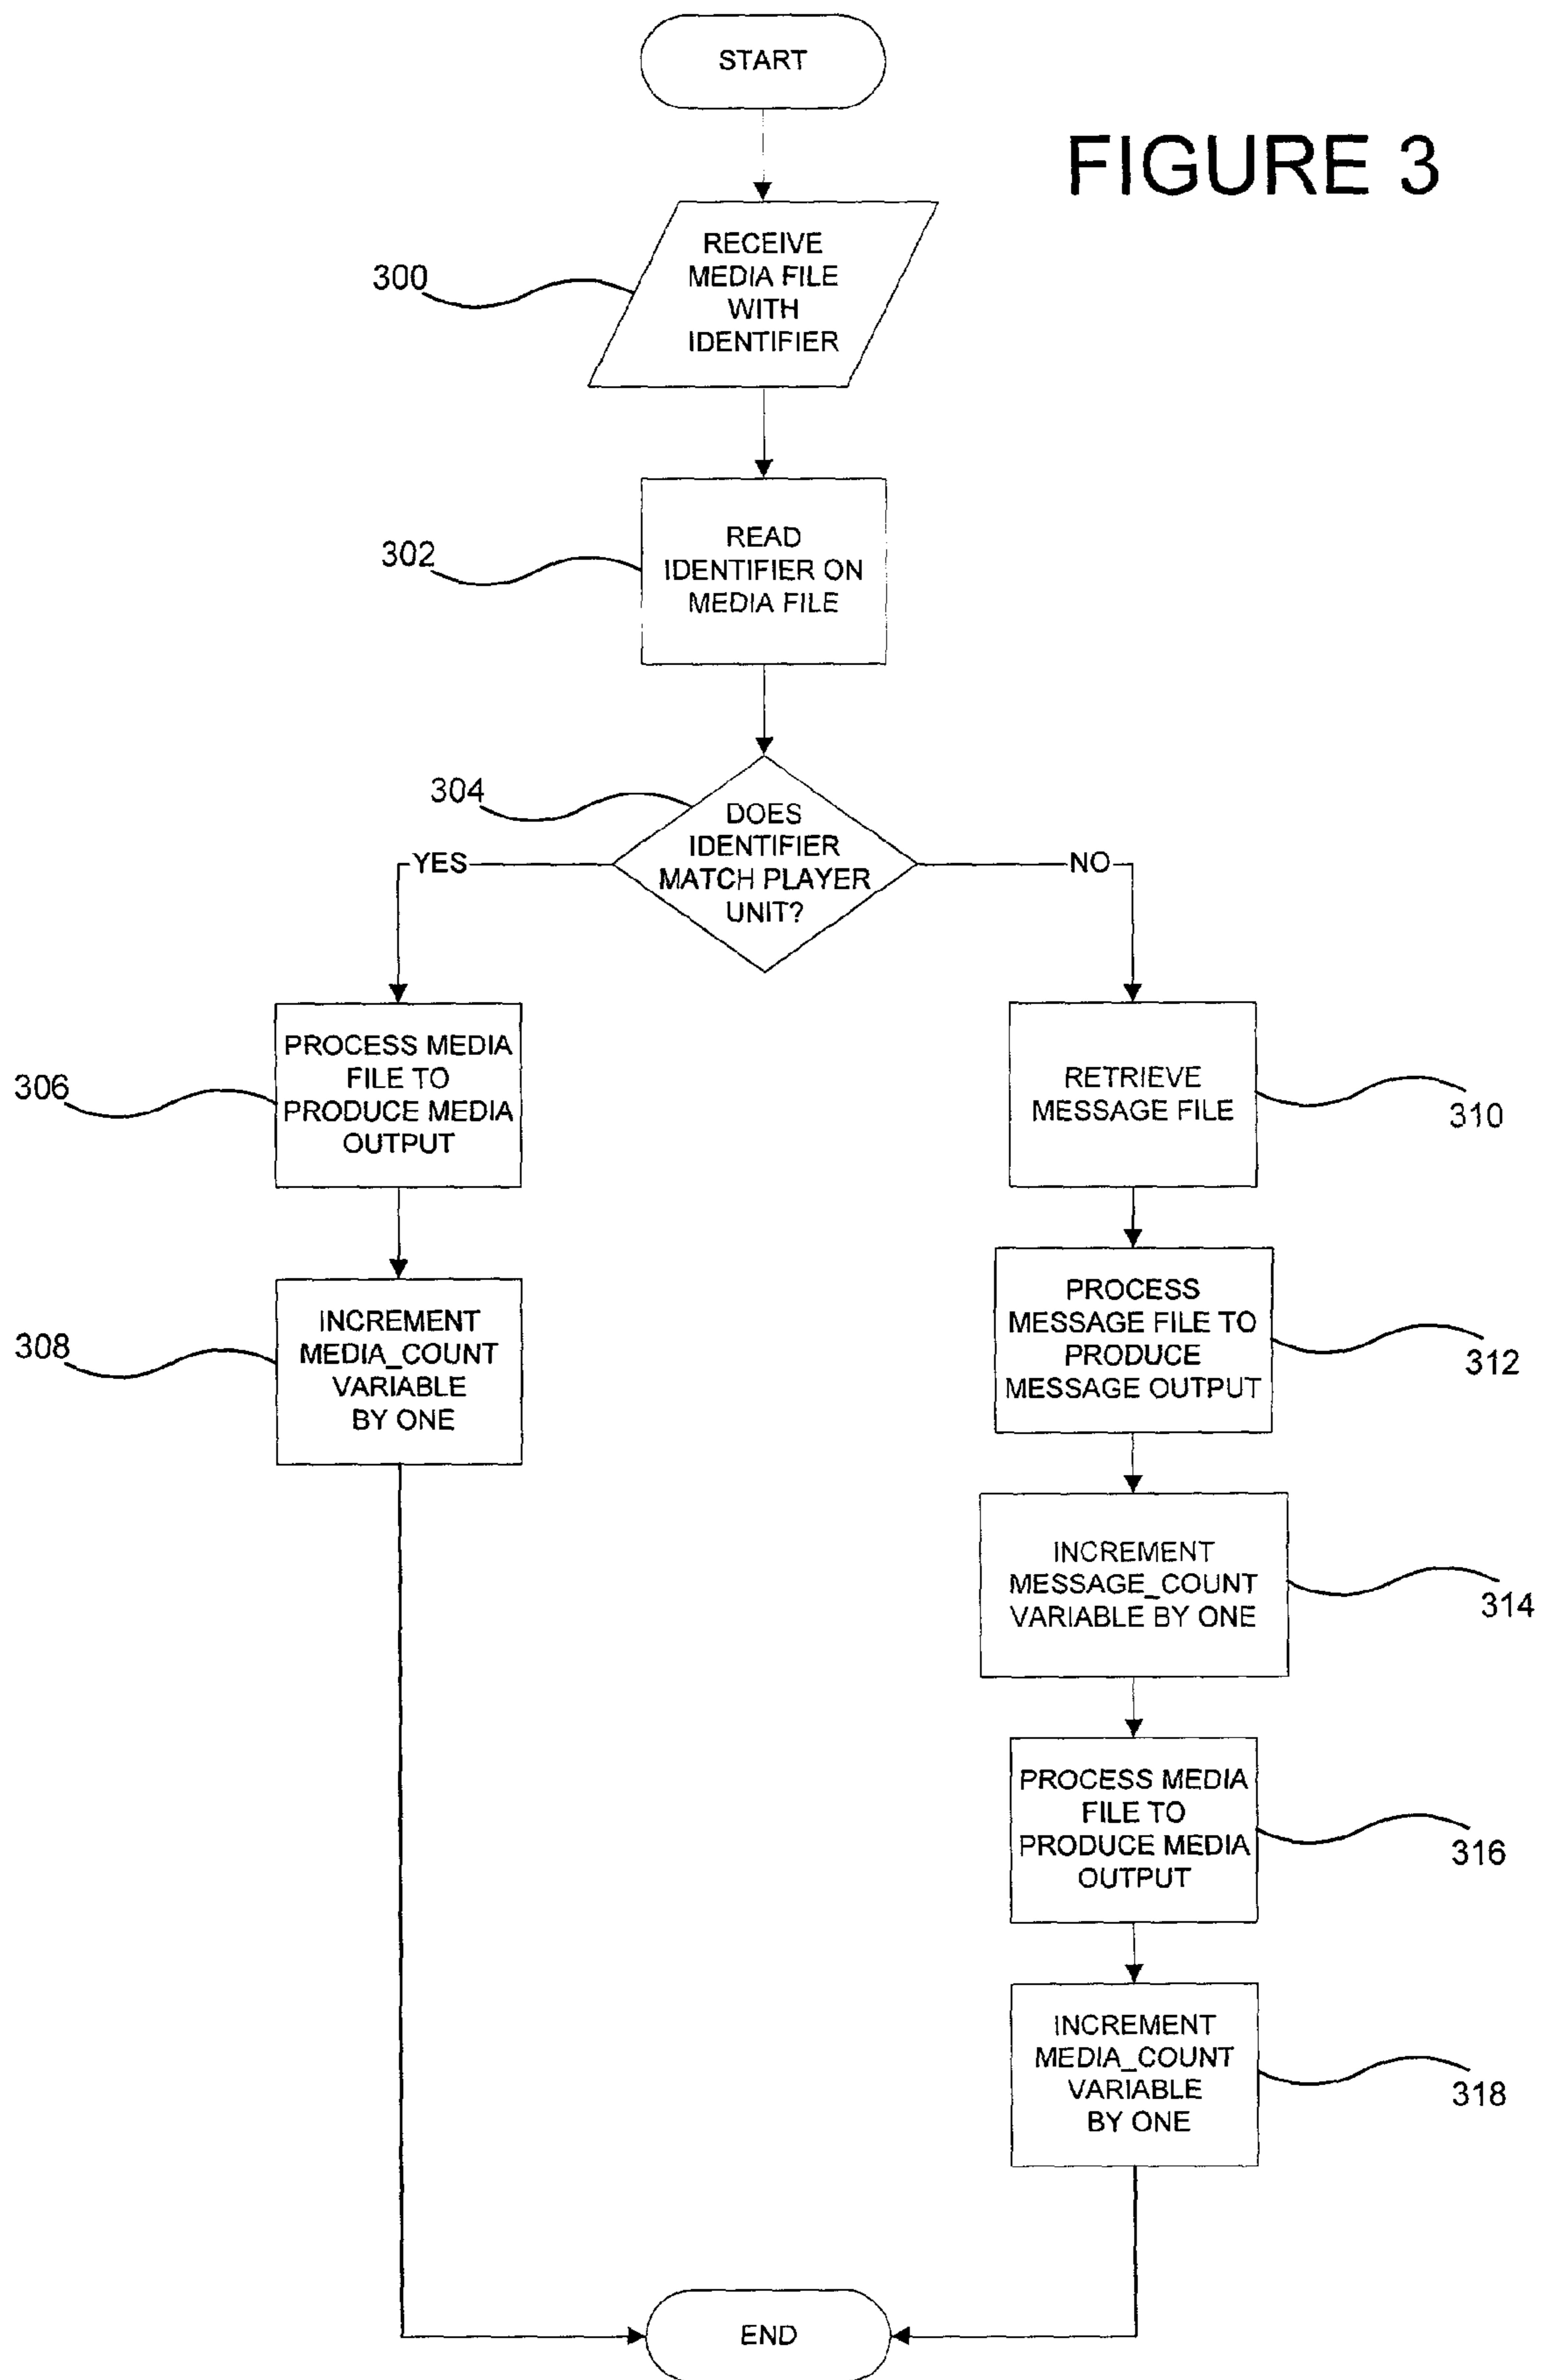 START
FIGURE 3
300
RECEIVE
MEDIA FILE
WITH
IDENTIFIER
302
READ
IDENTIFIER ON
MEDIA FILE
304
DOES
IDENTIFIER
MATCH PLAYER
UNIT?
YES
NO
306
PROCESS MEDIA
FILE TO
PRODUCE MEDIA
OUTPUT
308
INCREMENT
MEDIA_COUNT
VARIABLE
BY ONE
RETRIEVE
MESSAGE FILE
310
PROCESS
MESSAGE FILE TO
PRODUCE
MESSAGE OUTPUT
312
INCREMENT
MESSAGE_COUNT
VARIABLE BY ONE
314
PROCESS MEDIA
FILE TO
PRODUCE MEDIA
OUTPUT
316
INCREMENT
MEDIA_COUNT
VARIABLE
BY ONE
318
END